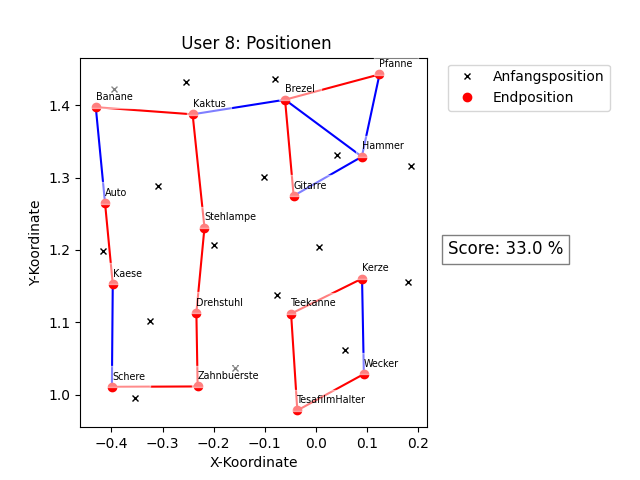 User 8: Positionen
Pfanne
Anfangsposition
Endposition
Banane
Brezel
Kaktus
1.4
Hammer
1.3
Gitarre
Auto
Stehlampe
Y-Koordinate
Score: 33.0 %
1.2
Kaese
Kerze
Drehstuhl
Teekanne
1.1
Schere
Zahnbuerste
Wecker
1.0
TesafilmHalter
−0.4 −0.3 −0.2 −0.1 0.0 0.1 0.2
X-Koordinate